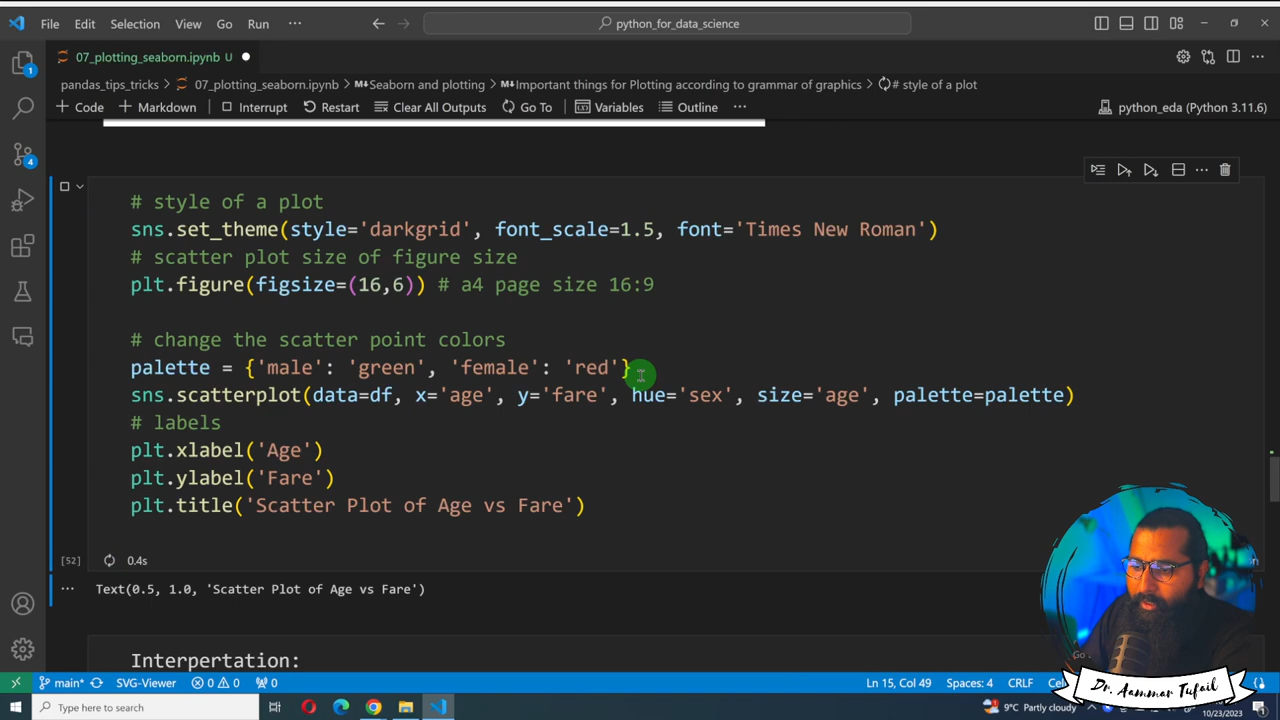 File Edit Selection View Go Run ··· python_for_data_science
07_plotting_seaborn.ipynb U
pandas_tips_tricks > 07_plotting_seaborn.ipynb > M↓Seaborn and plotting > M↓Important things for Plotting according to grammar of graphics > # style of a plot
+ Code + Markdown Interrupt Restart Clear All Outputs Go To Variables Outline ··· python_eda (Python 3.11.6)
1
4
# style of a plot
sns.set_theme(style='darkgrid', font_scale=1.5, font='Times New Roman')
# scatter plot size of figure size
plt.figure(figsize=(16,6)) # a4 page size 16:9
# change the scatter point colors
palette = {'male': 'green', 'female': 'red'}
sns.scatterplot(data=df, x='age', y='fare', hue='sex', size='age', palette=palette)
# labels
plt.xlabel('Age')
plt.ylabel('Fare')
plt.title('Scatter Plot of Age vs Fare')
[52] 0.4s
··· Text(0.5, 1.0, 'Scatter Plot of Age vs Fare')
Interpertation:
main* SVG-Viewer 0 0 0 Ln 15, Col 49 Spaces: 4 CRLF
Dr. Aammar Tufail
Type here to search 9°C Partly cloudy 10/23/2023